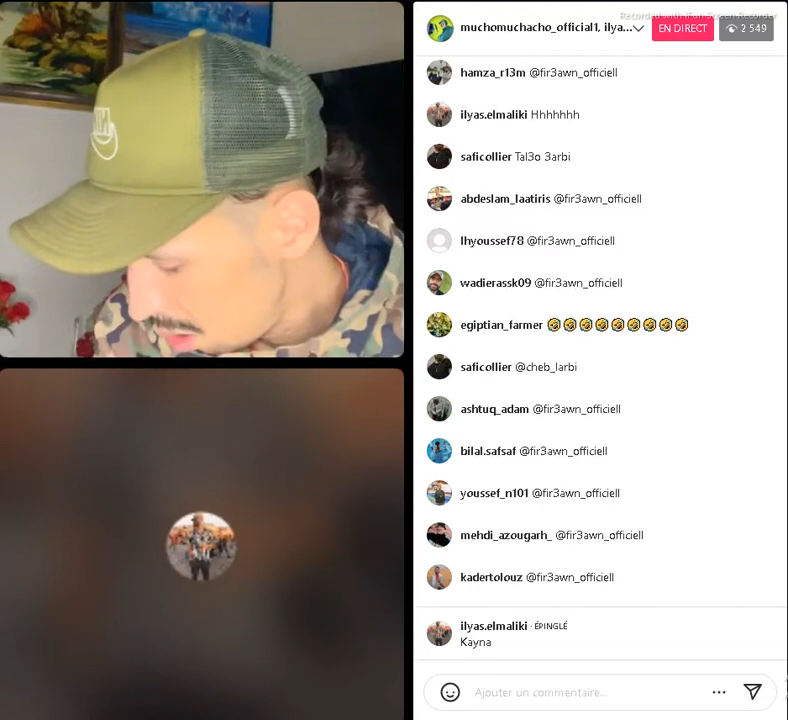 Recorded with iFun Screen Recorder
muchomuchacho_official1, ilya...
EN DIRECT
2 549
hamza_r13m @fir3awn_officiell
ilyas.elmaliki Hhhhhhh
saficollier Tal3o 3arbi
abdeslam_laatiris @fir3awn_officiell
lhyoussef78 @fir3awn_officiell
wadierassk09 @fir3awn_officiell
egiptian_farmer 🤣🤣🤣🤣🤣🤣🤣🤣🤣
saficollier @cheb_larbi
ashtuq_adam @fir3awn_officiell
bilal.safsaf @fir3awn_officiell
youssef_n101 @fir3awn_officiell
mehdi_azougarh_ @fir3awn_officiell
kadertolouz @fir3awn_officiell
ilyas.elmaliki · ÉPINGLÉ
Kayna
Ajouter un commentaire...